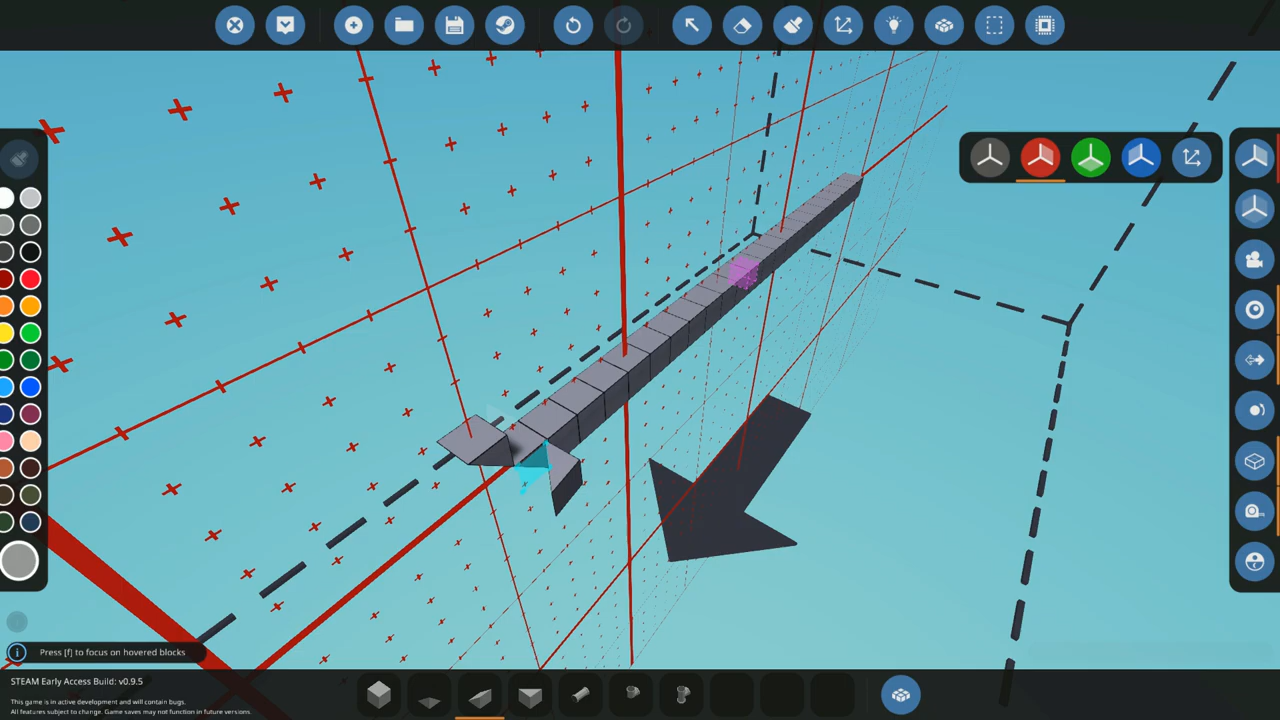 Press [f] to focus on hovered blocks
STEAM Early Access Build: v0.9.5
This game is in active development and will contain bugs.
All features subject to change. Game saves may not function in future versions.